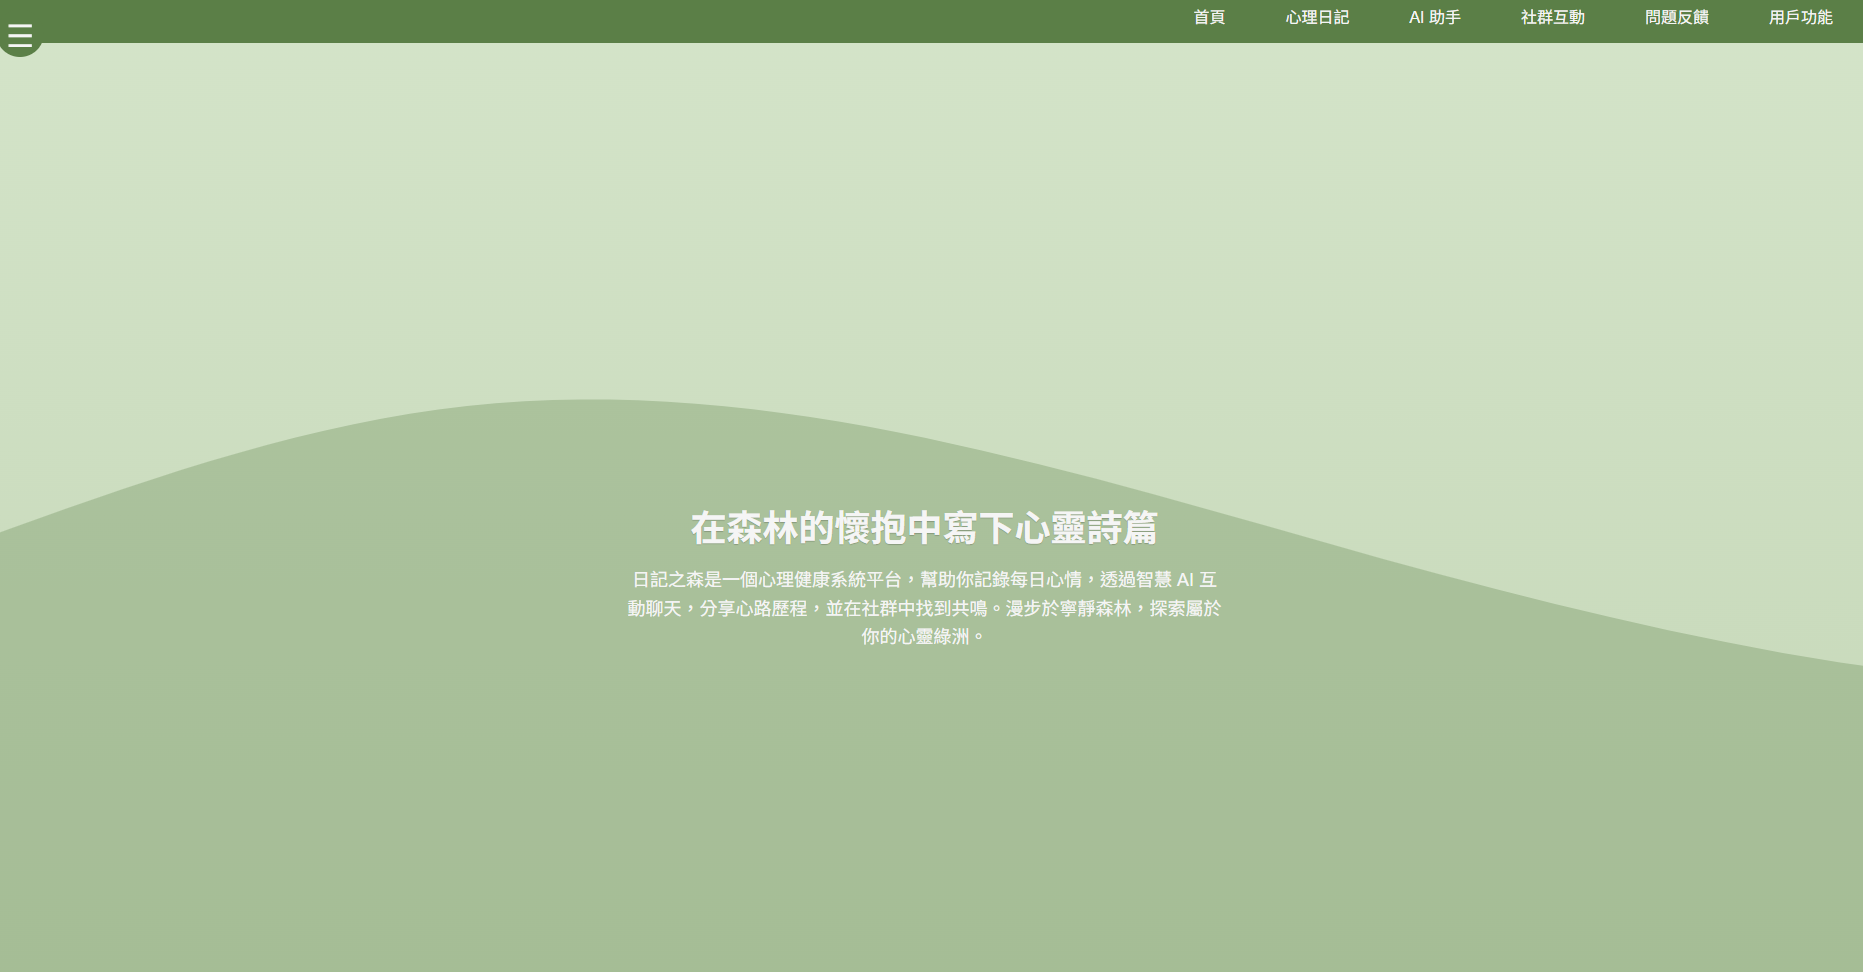 首頁
心理日記
AI 助手
社群互動
問題反饋
用戶功能
在森林的懷抱中寫下心靈詩篇
日記之森是一個心理健康系統平台，幫助你記錄每日心情，透過智慧 AI 互
動聊天，分享心路歷程，並在社群中找到共鳴。漫步於寧靜森林，探索屬於
你的心靈綠洲。